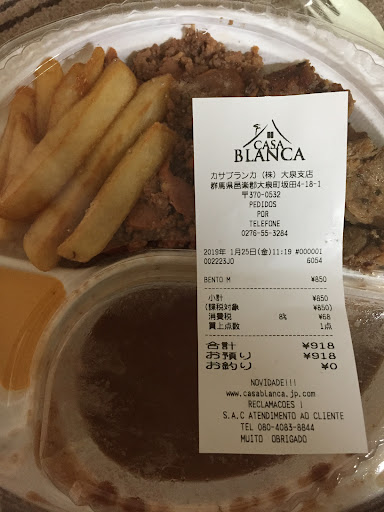 CASA
BLANCA
カサブランカ (株) 大泉支店
群馬県邑楽郡大泉町坂田4-18-1
〒370-0532
PEDIDOS
POR
TELEFONE
0276-55-3284
2019年 1月25日(金)11:19 #000001
002223JO 6054
BENTO M ¥850
小計 ¥850
(課税対象 ¥850)
消費税 8% ¥68
買上点数 1点
合計 ¥918
お預り ¥918
お釣り ¥0
NOVIDADE!!!
www.casablanca.jp.com
RECLAMACOES )
S.A.C ATENDIMENTO AO CLIENTE
TEL 080-4083-8844
MUITO OBRIGADO